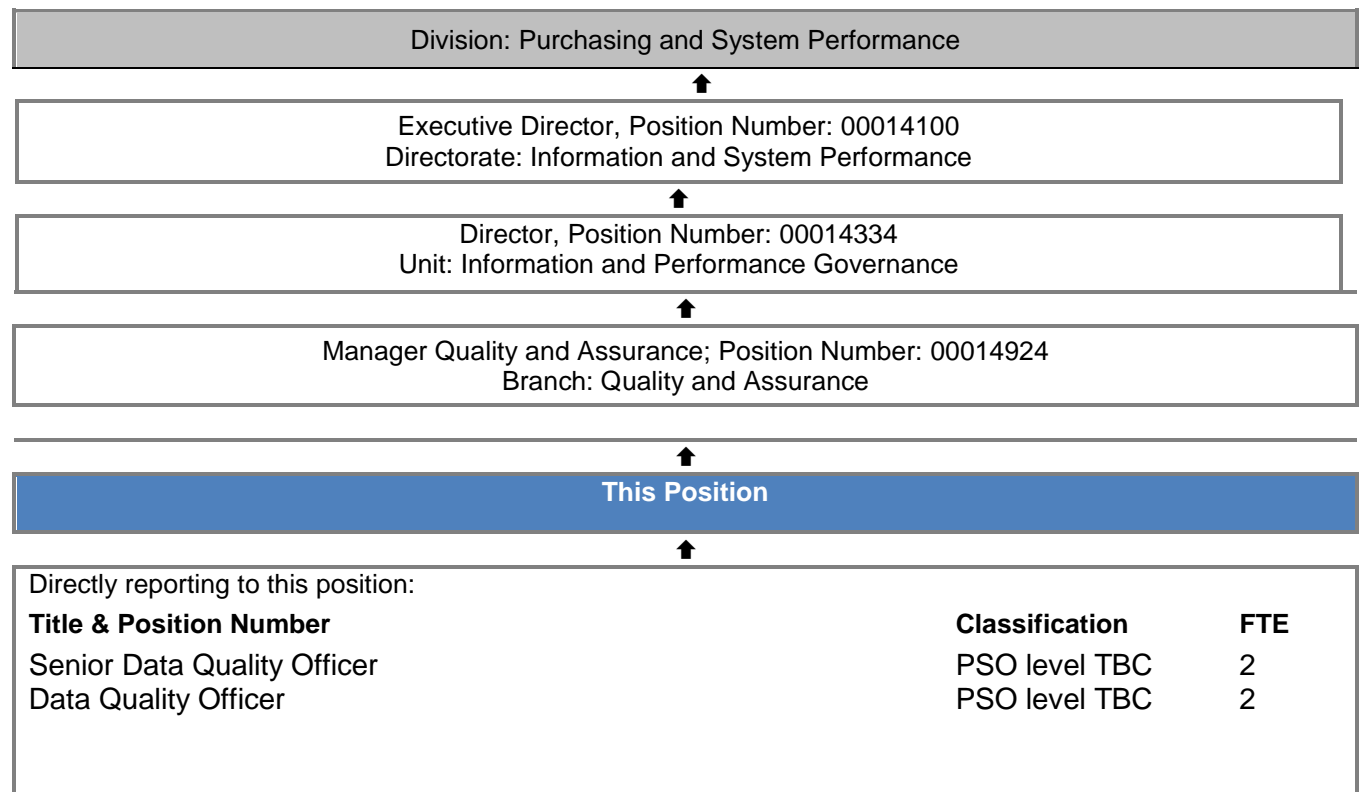 Division: Purchasing and System Performance
Executive Director, Position Number: 00014100
Directorate: Information and System Performance
Director, Position Number: 00014334
Unit: Information and Performance Governance
Manager Quality and Assurance; Position Number: 00014924
Branch: Quality and Assurance
This Position
Directly reporting to this position:
Title & Position Number Classification FTE
Senior Data Quality Officer PSO level TBC 2
Data Quality Officer PSO level TBC 2